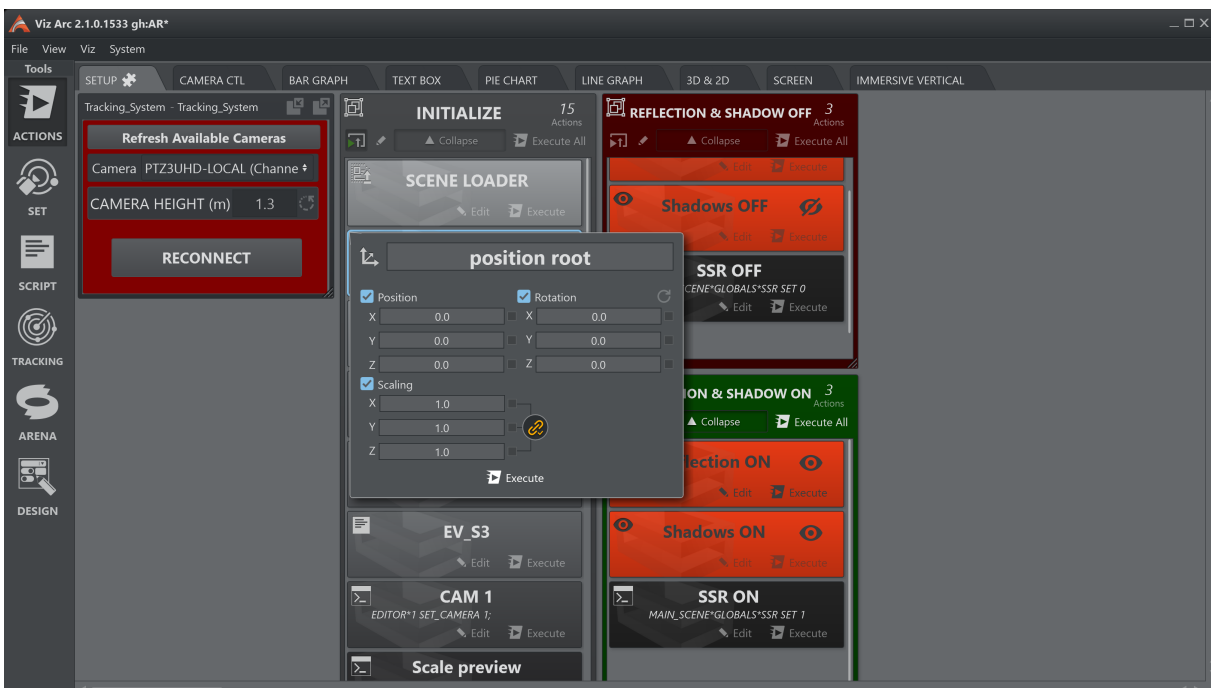 Viz Arc 2.1.0.1533 gh:AR*
File View Viz System
Tools
ACTIONS
SET
SCRIPT
TRACKING
ARENA
DESIGN
SETUP CAMERA CTL BAR GRAPH TEXT BOX PIE CHART LINE GRAPH 3D & 2D SCREEN IMMERSIVE VERTICAL
Tracking_System - Tracking_System
Refresh Available Cameras
Camera PTZ3UHD-LOCAL (Channe
CAMERA HEIGHT (m) 1.3
RECONNECT
INITIALIZE 15
Actions
Collapse Execute All
SCENE LOADER
Edit Execute
position root
Position Rotation
X 0.0 X 0.0
Y 0.0 Y 0.0
Z 0.0 Z 0.0
Scaling
X 1.0
Y 1.0
Z 1.0
Execute
EV_S3
Edit Execute
CAM 1
EDITOR*1 SET_CAMERA 1;
Edit Execute
Scale preview
REFLECTION & SHADOW OFF 3
Actions
Collapse Execute All
Edit Execute
Shadows OFF
Edit Execute
SSR OFF
CENE*GLOBALS*SSR SET 0
Edit Execute
ION & SHADOW ON 3
Actions
Collapse Execute All
lection ON
Edit Execute
Shadows ON
Edit Execute
SSR ON
MAIN_SCENE*GLOBALS*SSR SET 1
Edit Execute